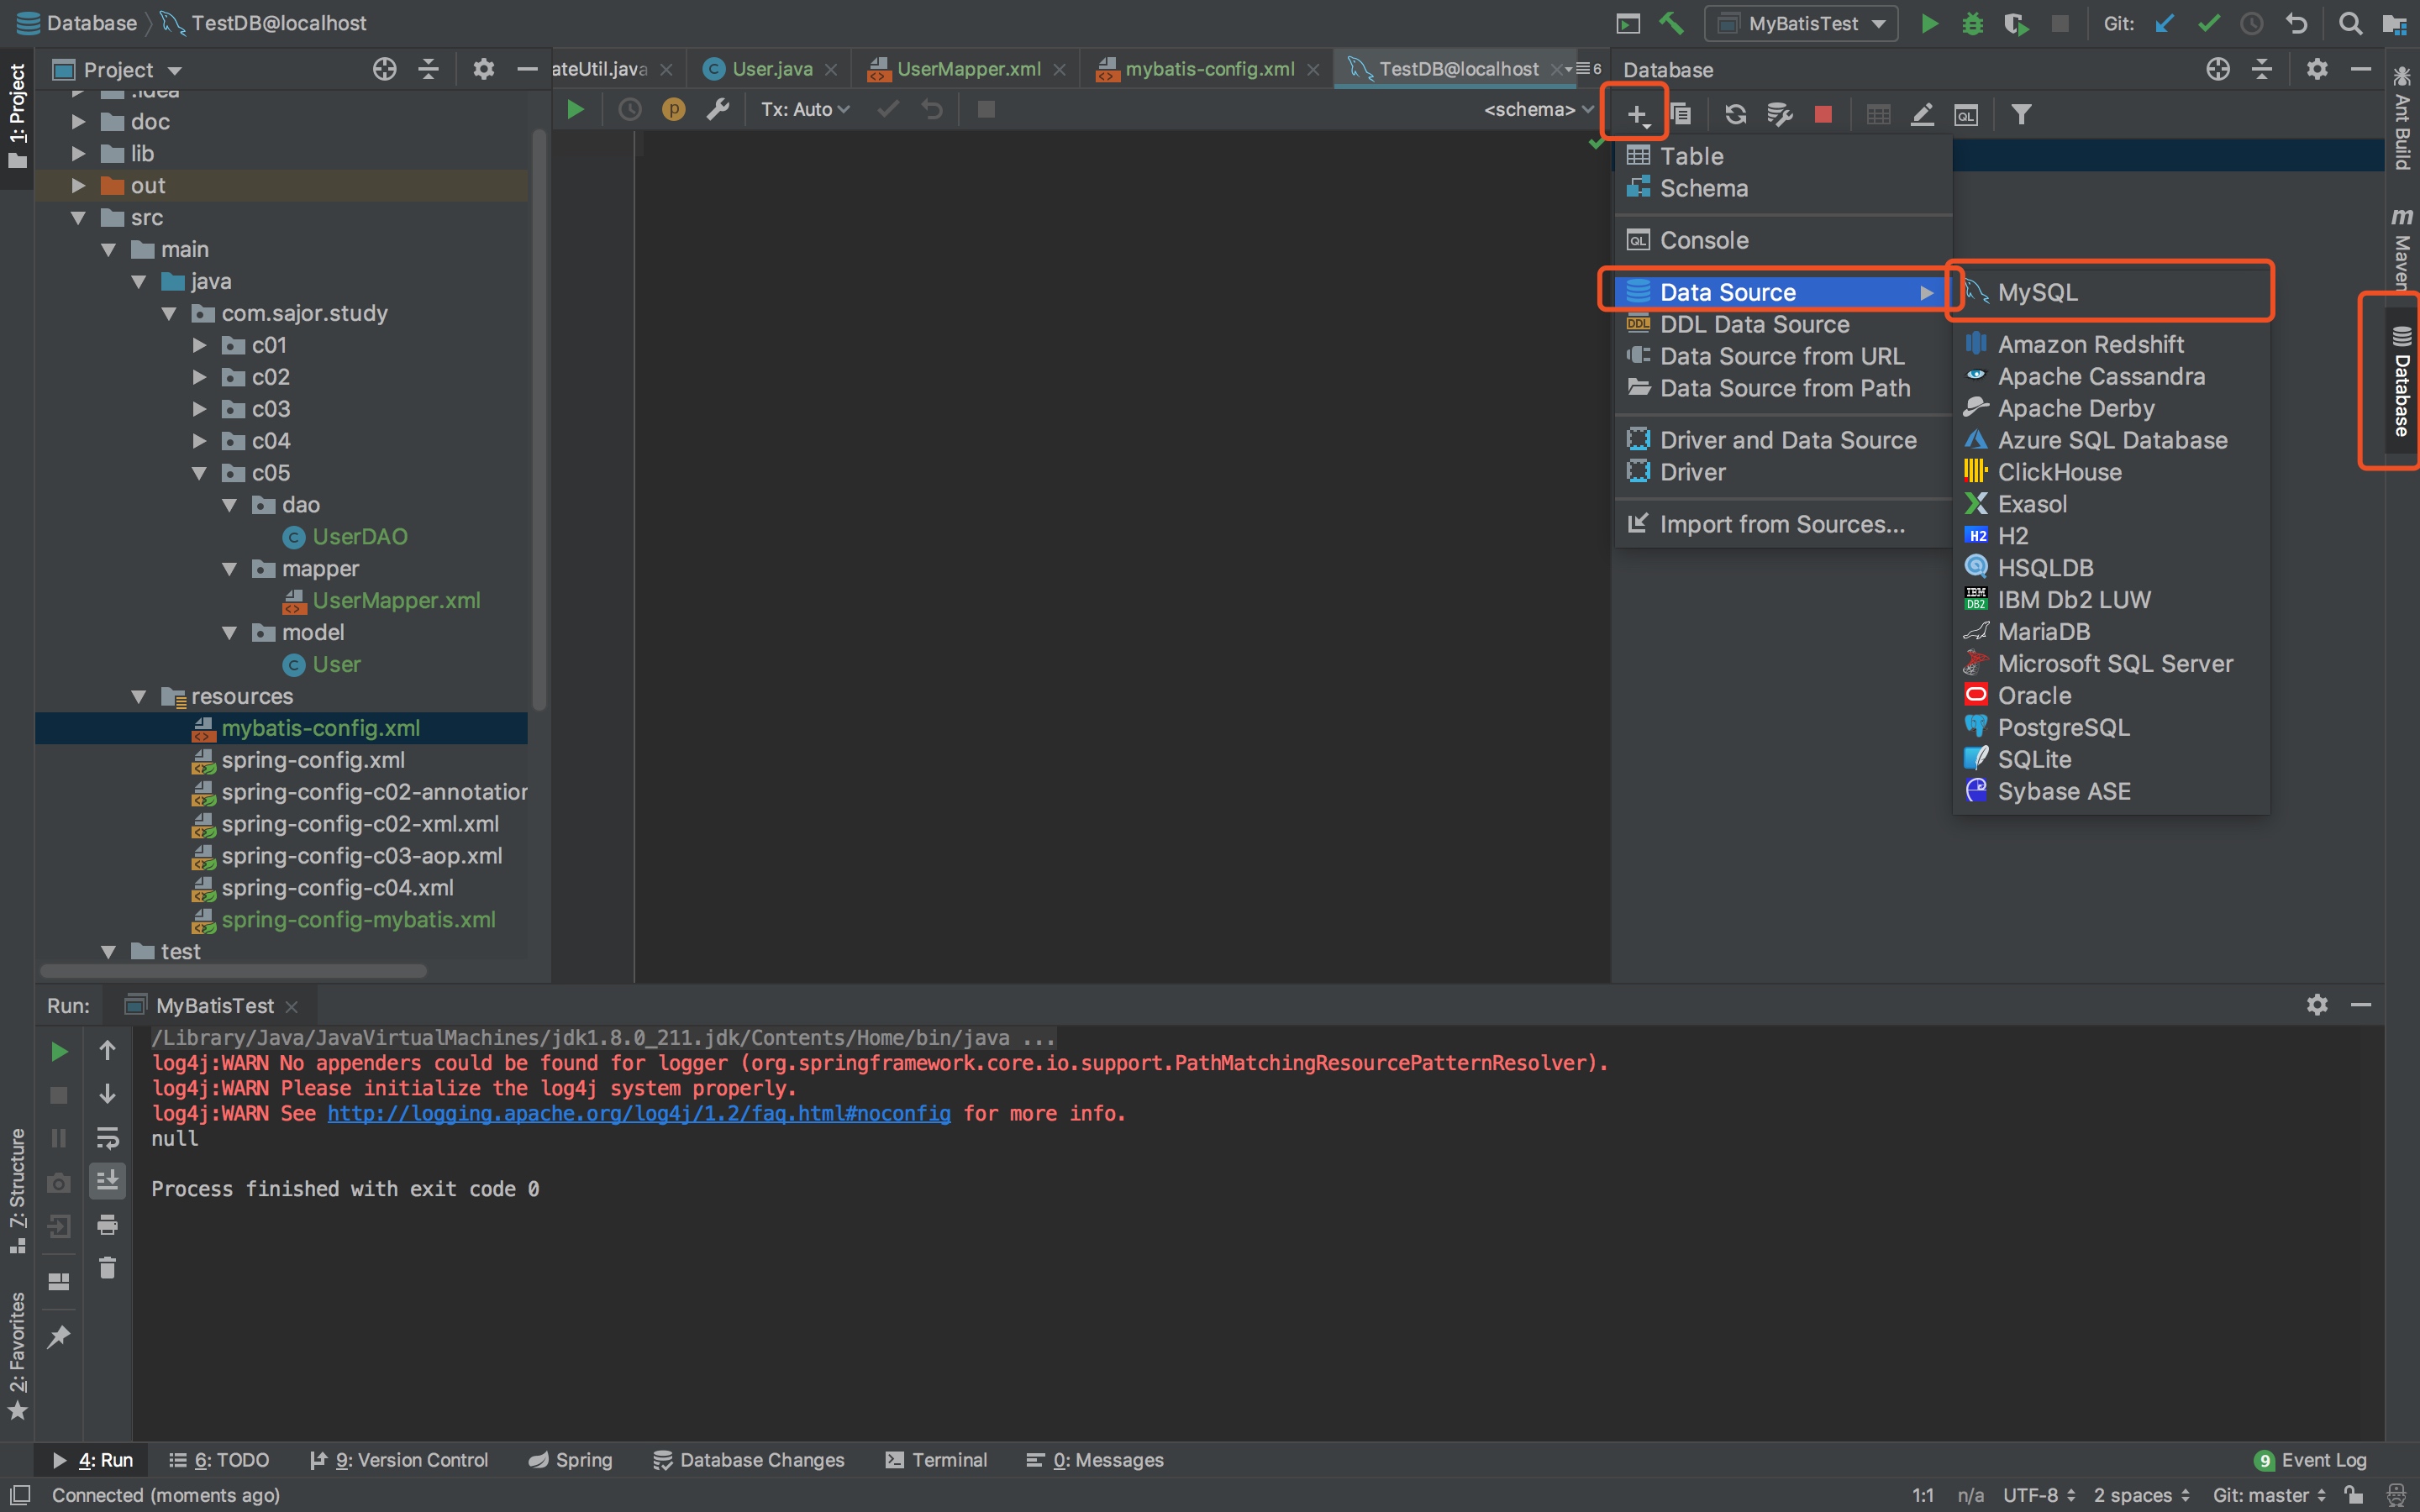 Database
TestDB@localhost
MyBatisTest
Git:
1: Project
Project
ateUtil.java
User.java
UserMapper.xml
mybatis-config.xml
TestDB@localhost
6
Database
Tx: Auto
<schema>
.idea
doc
lib
out
src
main
java
com.sajor.study
c01
c02
c03
c04
c05
dao
UserDAO
mapper
UserMapper.xml
model
User
resources
mybatis-config.xml
spring-config.xml
spring-config-c02-annotation
spring-config-c02-xml.xml
spring-config-c03-aop.xml
spring-config-c04.xml
spring-config-mybatis.xml
test
Table
Schema
Console
Data Source
DDL Data Source
Data Source from URL
Data Source from Path
Driver and Data Source
Driver
Import from Sources...
MySQL
Amazon Redshift
Apache Cassandra
Apache Derby
Azure SQL Database
ClickHouse
Exasol
H2
HSQLDB
IBM Db2 LUW
MariaDB
Microsoft SQL Server
Oracle
PostgreSQL
SQLite
Sybase ASE
Ant Build
Maven
Database
Run:
MyBatisTest
/Library/Java/JavaVirtualMachines/jdk1.8.0_211.jdk/Contents/Home/bin/java ...
log4j:WARN No appenders could be found for logger (org.springframework.core.io.support.PathMatchingResourcePatternResolver).
log4j:WARN Please initialize the log4j system properly.
log4j:WARN See http://logging.apache.org/log4j/1.2/faq.html#noconfig for more info.
null
Process finished with exit code 0
Z: Structure
2: Favorites
4: Run
6: TODO
9: Version Control
Spring
Database Changes
Terminal
0: Messages
9 Event Log
Connected (moments ago)
1:1
n/a
UTF-8
2 spaces
Git: master